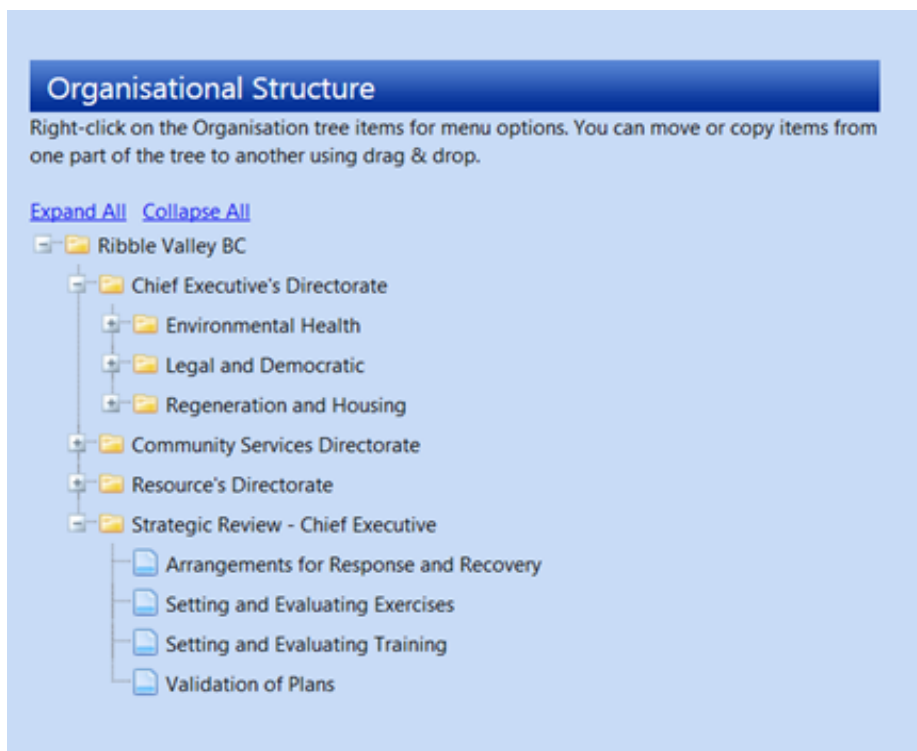 Organisational Structure
Right-click on the Organisation tree items for menu options. You can move or copy items from
one part of the tree to another using drag & drop.
Expand All Collapse All
Ribble Valley BC
Chief Executive's Directorate
Environmental Health
Legal and Democratic
Regeneration and Housing
Community Services Directorate
Resource's Directorate
Strategic Review - Chief Executive
Arrangements for Response and Recovery
Setting and Evaluating Exercises
Setting and Evaluating Training
Validation of Plans